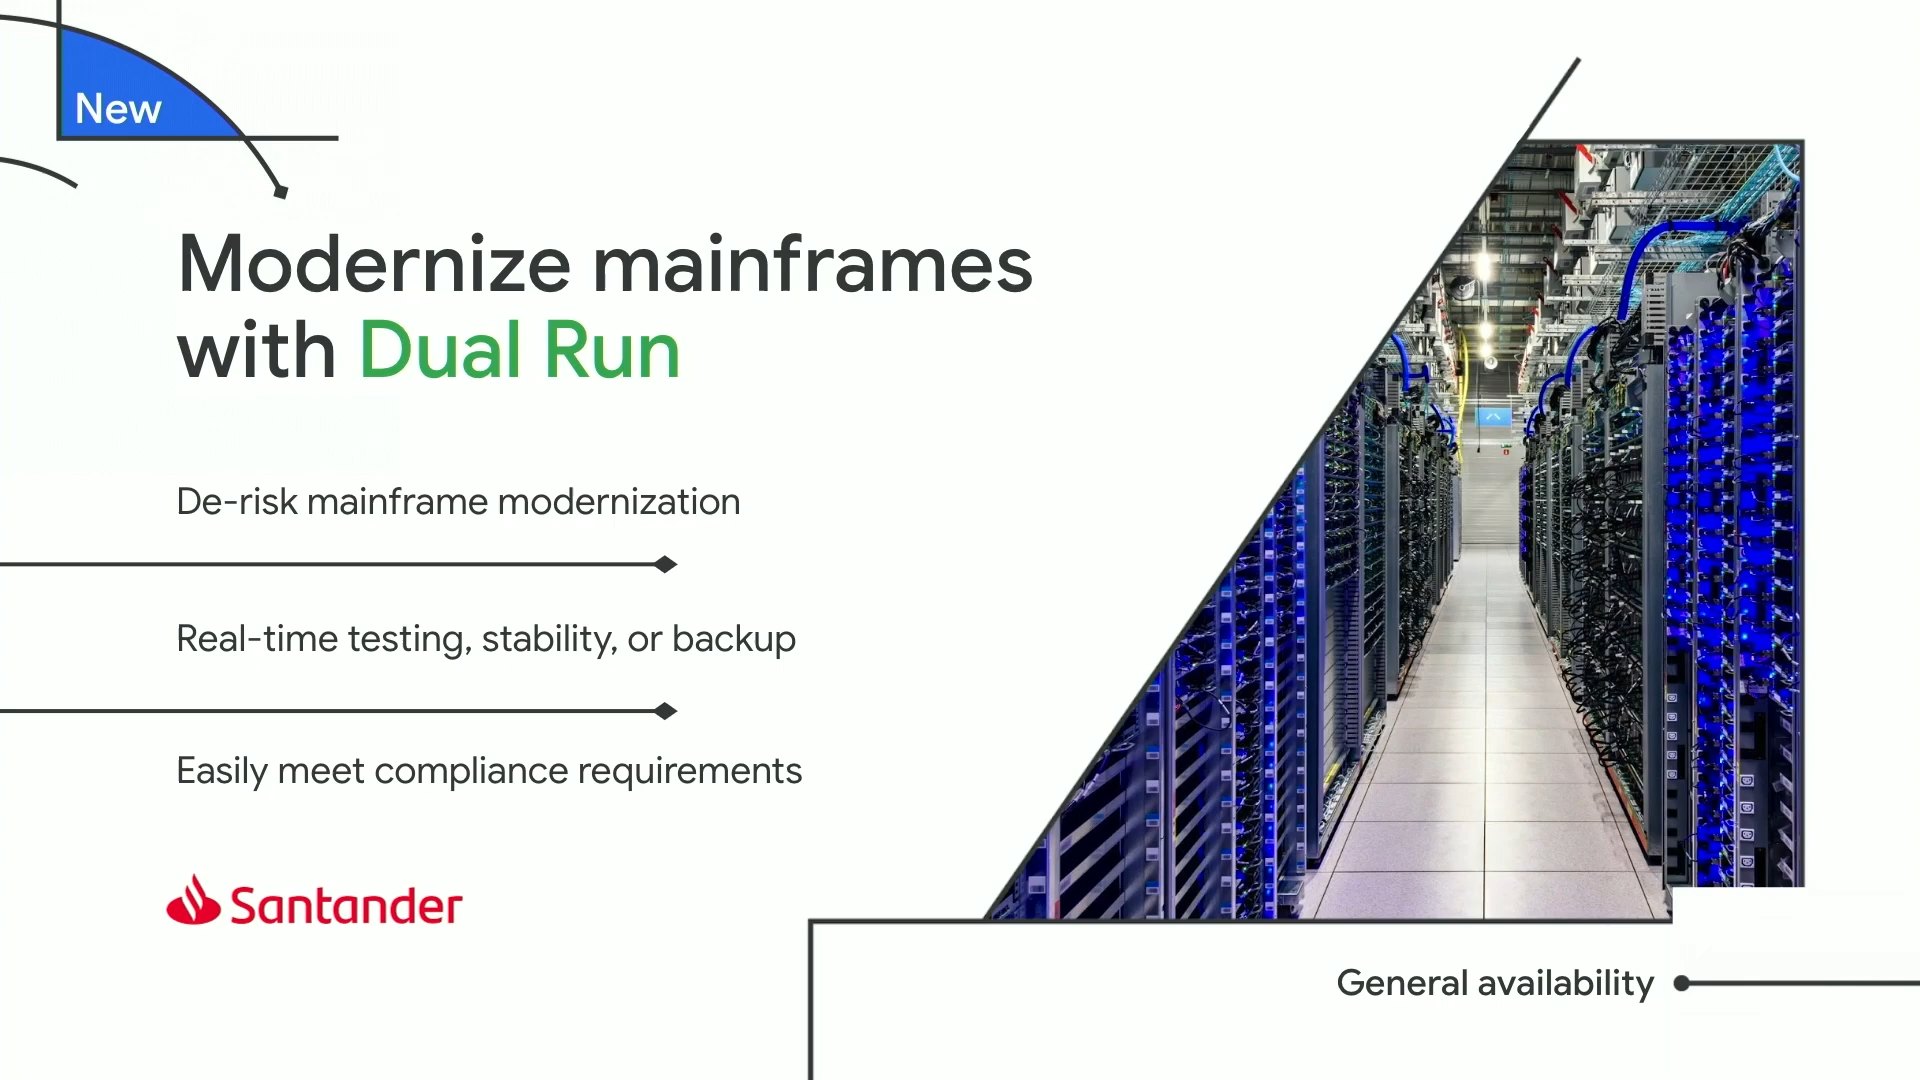 New
Modernize mainframes
with Dual Run
De-risk mainframe modernization
Real-time testing, stability, or backup
Easily meet compliance requirements
Santander
General availability